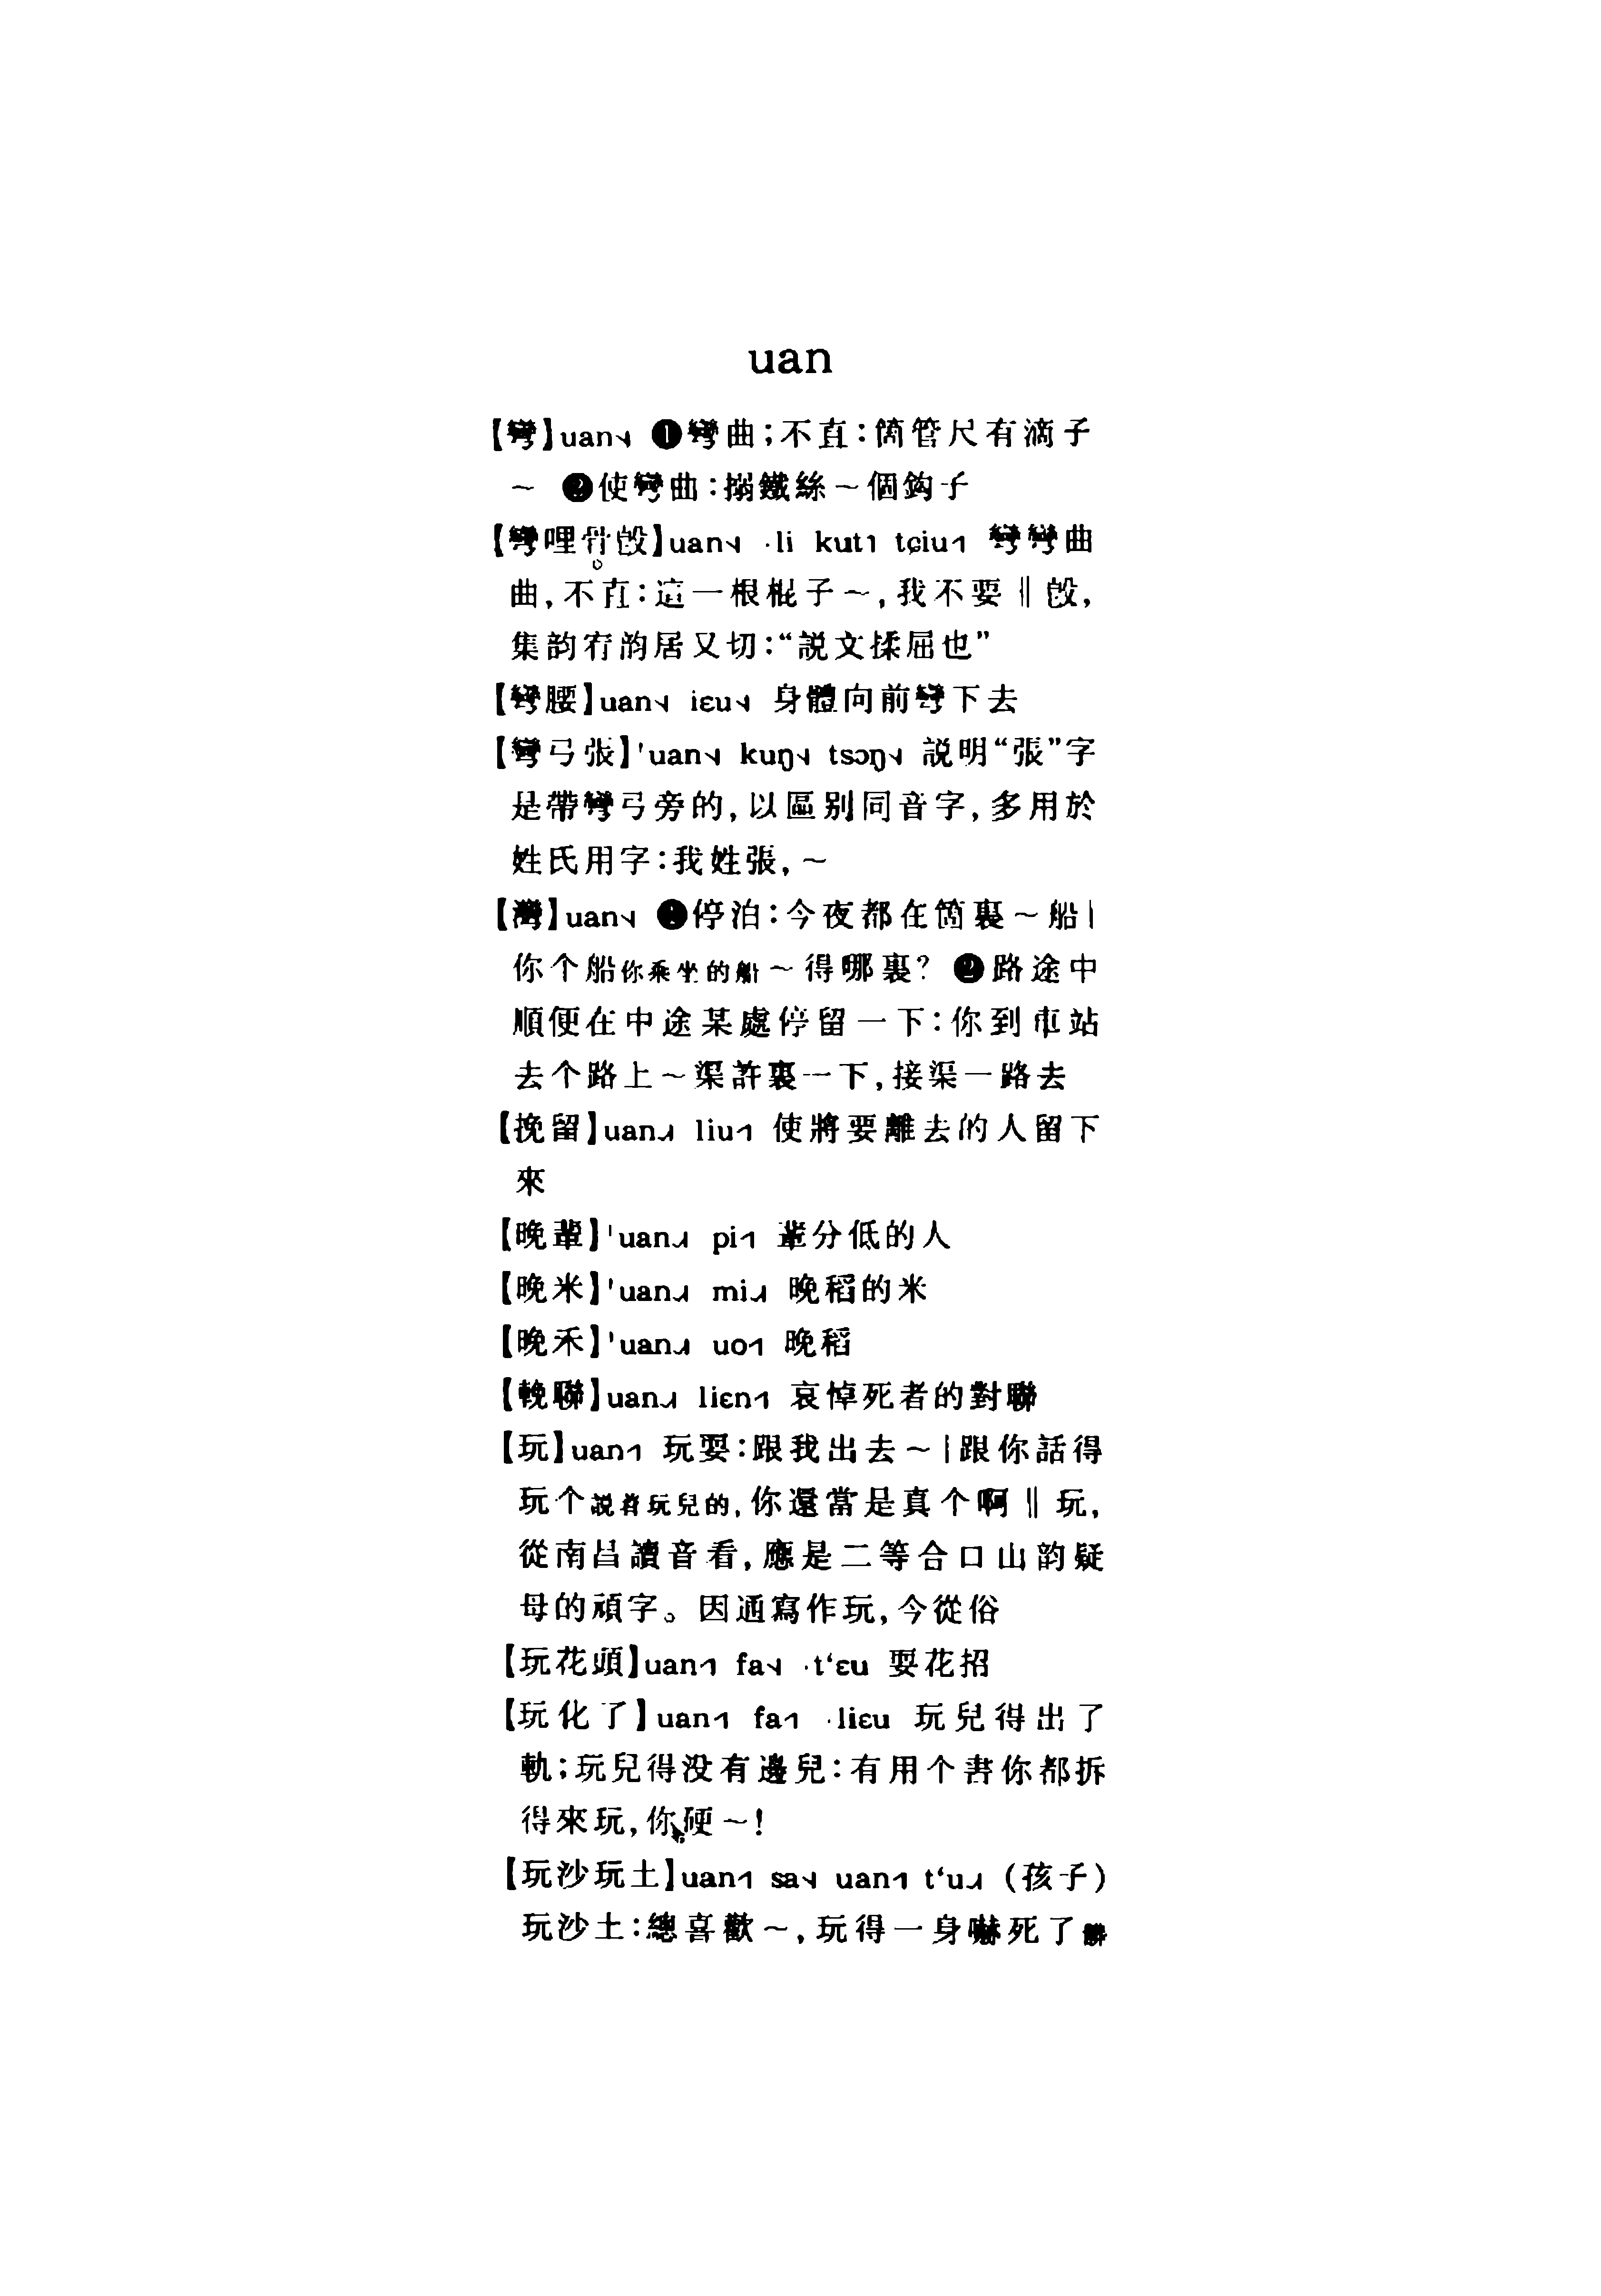 uan
【彎】uan˨ ❶彎曲；不直：箇管尺有滴子
～ ❷使彎曲：搦鐵絲～個鈎子
【彎哩骨㲃】uan˨ ·li kut˥ tɕiu˦ 彎彎曲
曲，不直：這一根棍子～，我不要‖㲃，
集韵宥韵居又切：“説文揉屈也”
【彎腰】uan˨ iɛu˨ 身體向前彎下去
【彎弓張】ˈuan˨ kuŋ˨ tsɔŋ˨ 説明“張”字
是帶彎弓旁的，以區别同音字，多用於
姓氏用字：我姓張，～
【灣】uan˨ ❶停泊：今夜都在箇裏～船|
你个船你乘坐的船～得哪裏？ ❷路途中
順便在中途某處停留一下：你到車站
去个路上～渠許裏一下，接渠一路去
【挽留】uan˩ liu˦ 使將要離去的人留下
來
【晚輩】ˈuan˩ pi˦ 輩分低的人
【晚米】ˈuan˩ mi˩ 晚稻的米
【晚禾】ˈuan˩ uo˦ 晚稻
【輓聯】uan˩ liɛn˦ 哀悼死者的對聯
【玩】uan˦ 玩耍：跟我出去～|跟你話得
玩个説着玩兒的，你還當是真个啊‖玩，
從南昌讀音看，應是二等合口山韵疑
母的頑字。因通寫作玩，今從俗
【玩花頭】uan˦ fa˨ ·tʻɛu 耍花招
【玩化了】uan˦ fa˦ ·liɛu 玩兒得出了
軌；玩兒得没有邊兒：有用个書你都拆
得來玩，你硬～！
【玩沙玩土】uan˦ sa˨ uan˦ tʻu˩ （孩子）
玩沙土：總喜歡～，玩得一身嚇死了